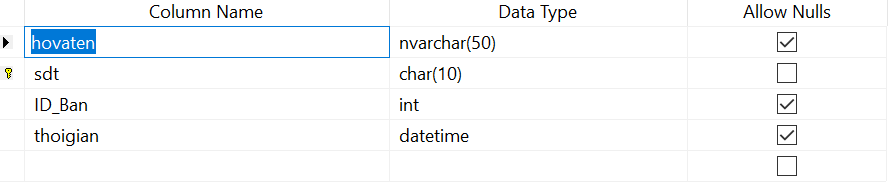 Column Name Data Type Allow Nulls
hovaten nvarchar(50)
sdt char(10)
ID_Ban int
thoigian datetime